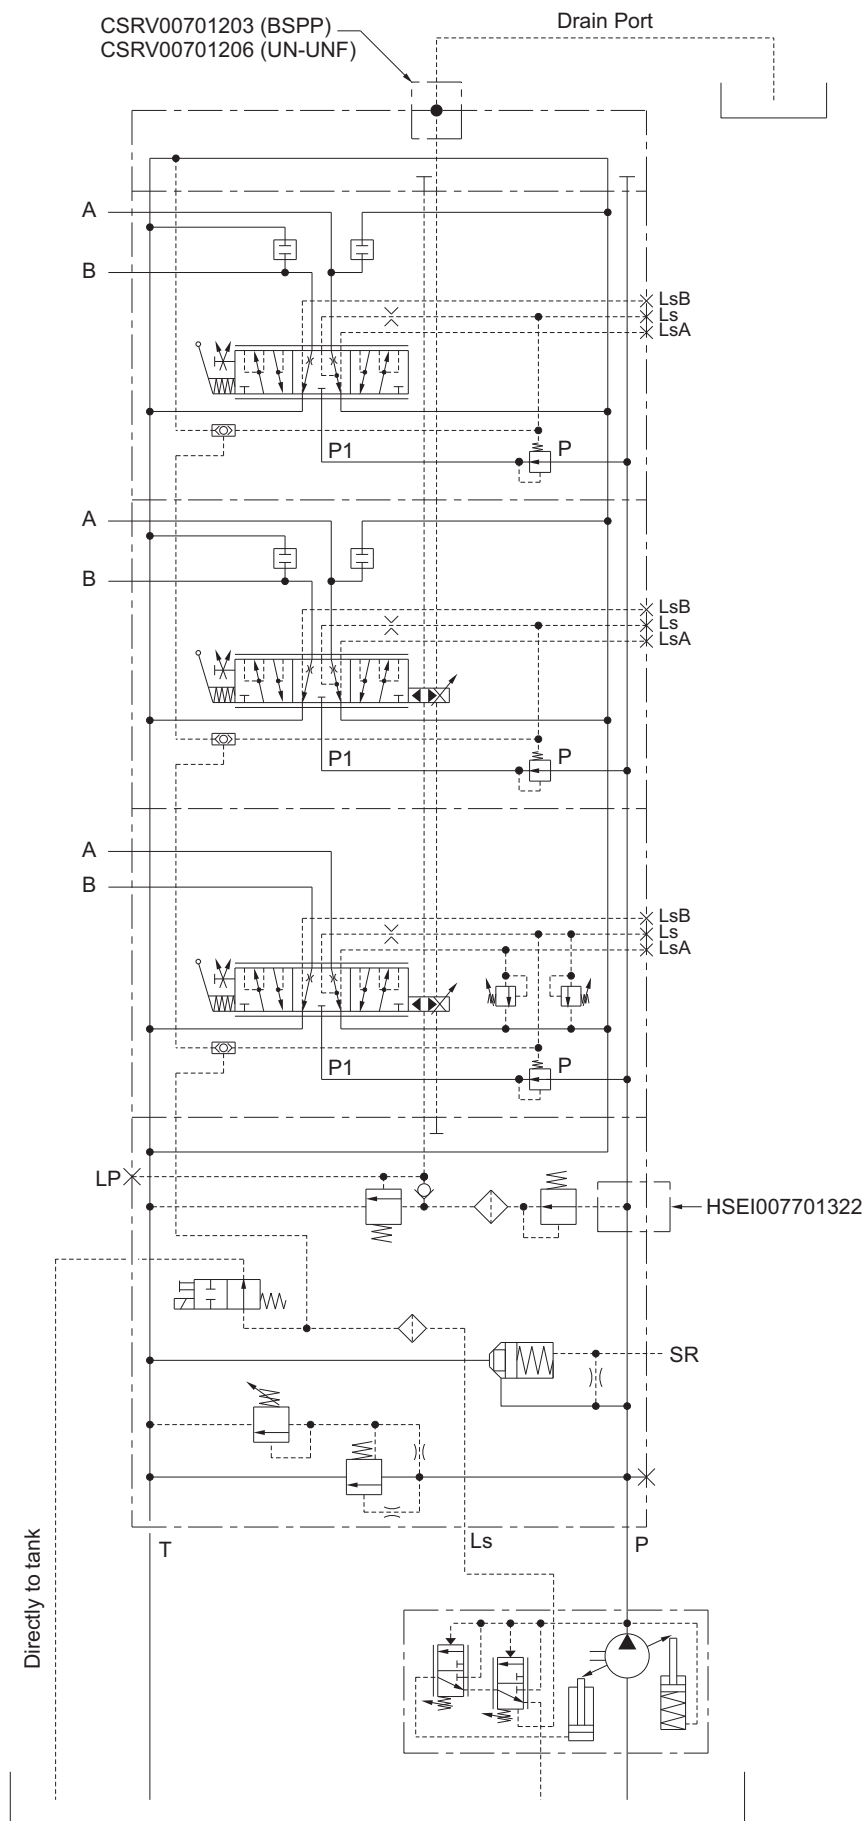 CSRV00701203 (BSPP)
CSRV00701206 (UN-UNF)
Drain Port
A
B
LsB
Ls
LsA
P1
P
A
B
LsB
Ls
LsA
P1
P
A
B
LsB
Ls
LsA
P1
P
LP
HSEI007701322
SR
T
Ls
P
Directly to tank